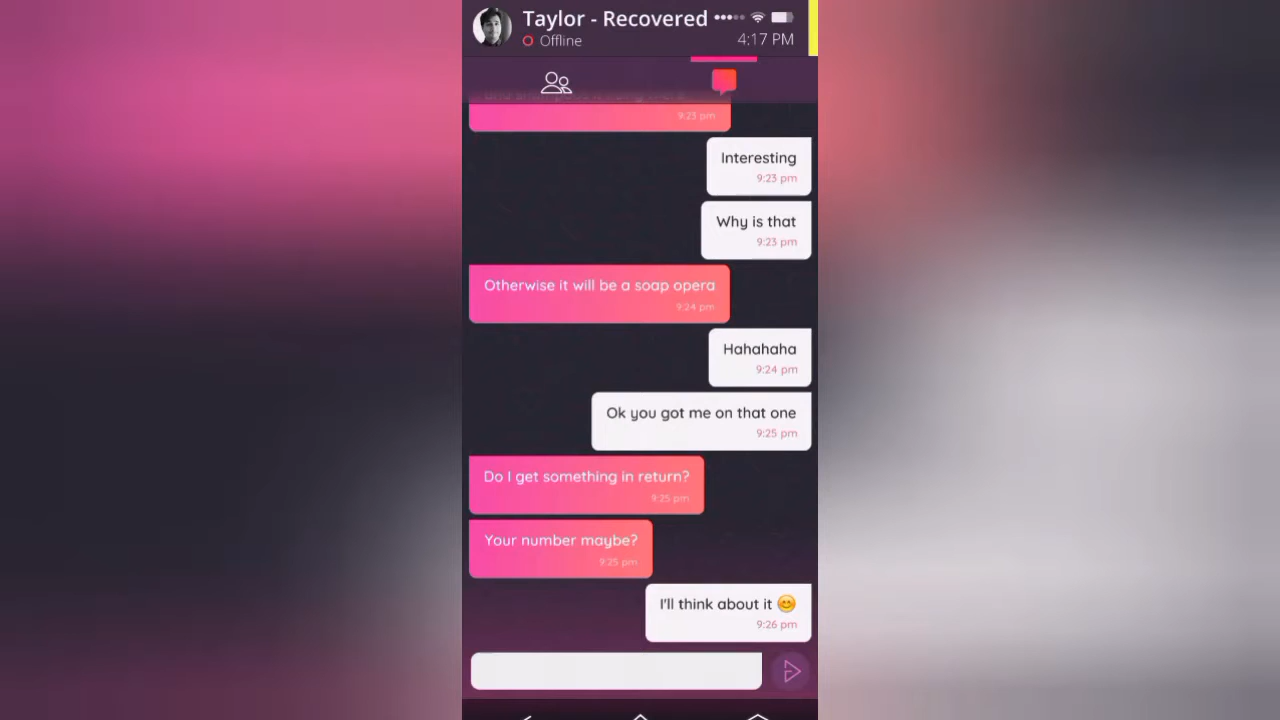 Taylor - Recovered
Offline
4:17 PM
9:23 pm
Interesting
9:23 pm
Why is that
9:23 pm
Otherwise it will be a soap opera
9:24 pm
Hahahaha
9:24 pm
Ok you got me on that one
9:25 pm
Do I get something in return?
9:25 pm
Your number maybe?
9:25 pm
I'll think about it 😊
9:26 pm